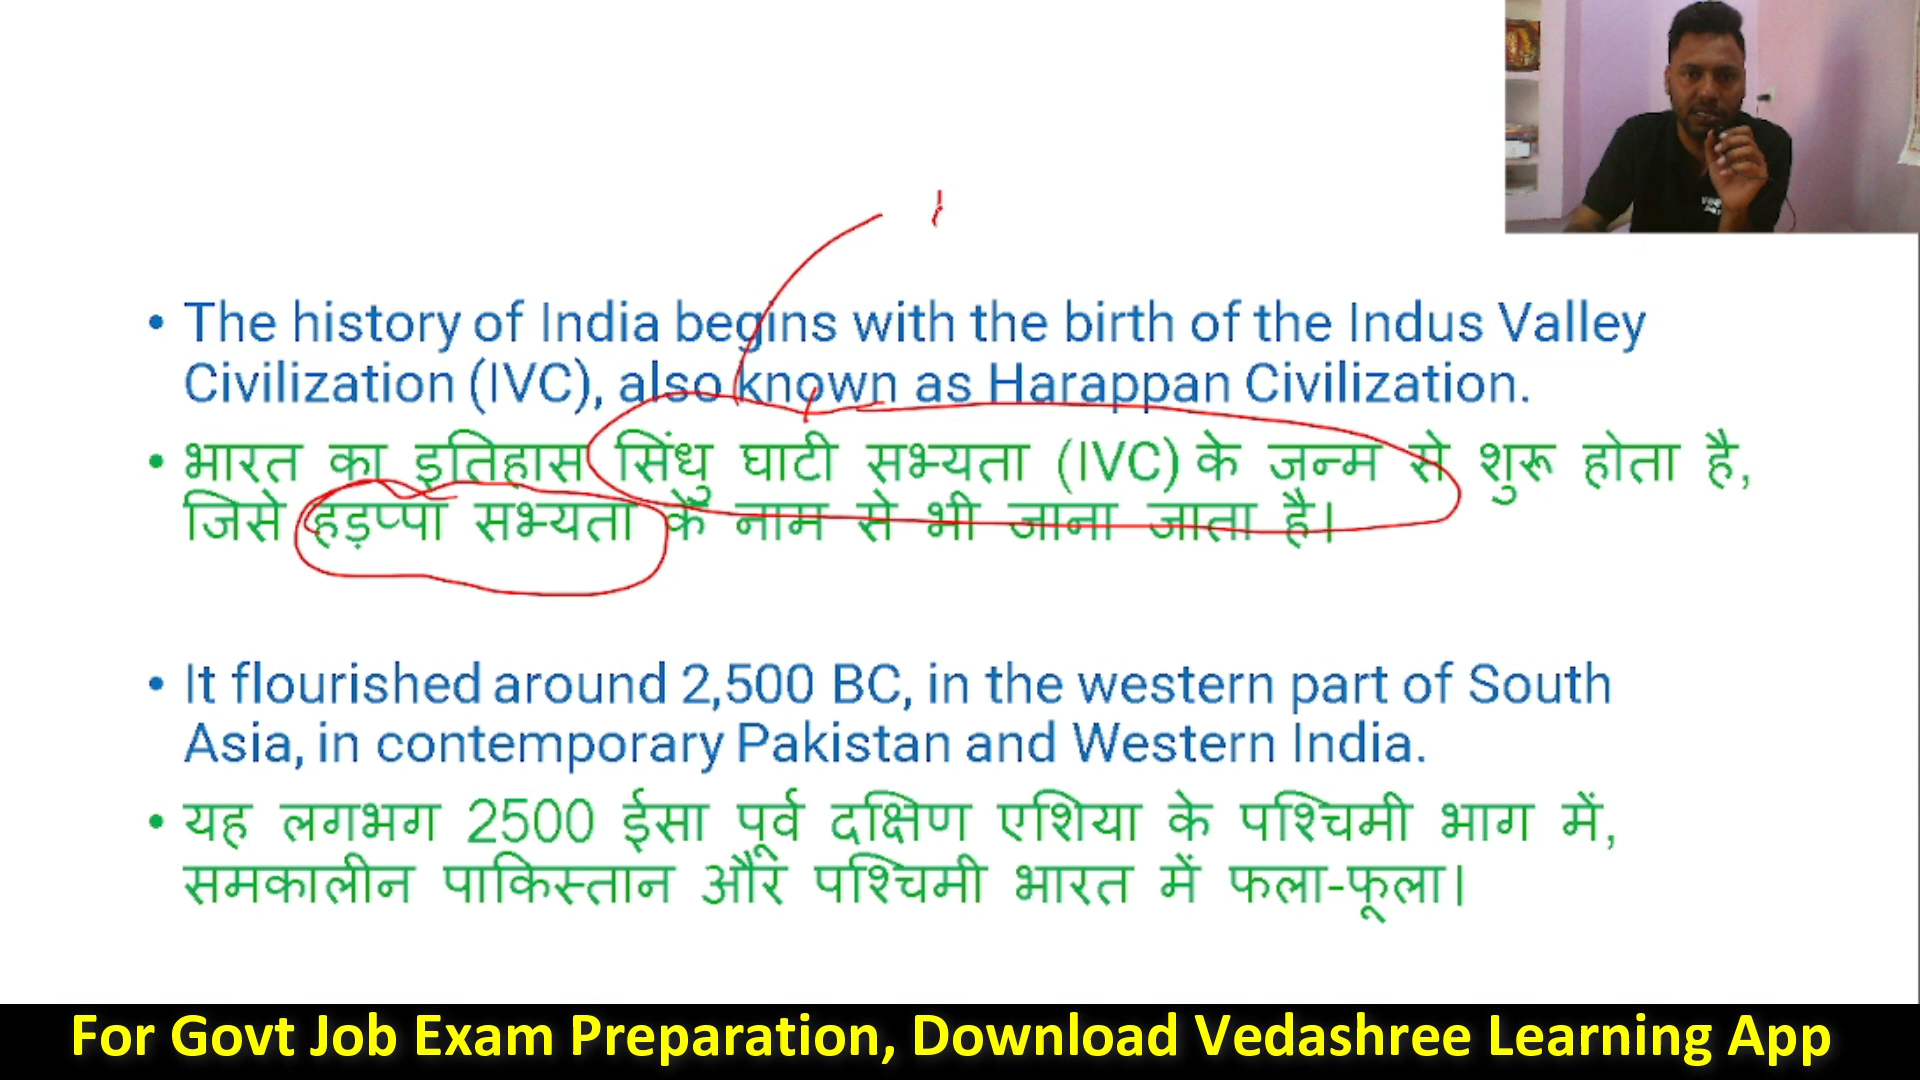 • The history of India begins with the birth of the Indus Valley
Civilization (IVC), also known as Harappan Civilization.
• भारत का इतिहास सिंधु घाटी सभ्यता (IVC) के जन्म से शुरू होता है,
जिसे हड़प्पा सभ्यता के नाम से भी जाना जाता है।
• It flourished around 2,500 BC, in the western part of South
Asia, in contemporary Pakistan and Western India.
• यह लगभग 2500 ईसा पूर्व दक्षिण एशिया के पश्चिमी भाग में,
समकालीन पाकिस्तान और पश्चिमी भारत में फला-फूला।
For Govt Job Exam Preparation, Download Vedashree Learning App